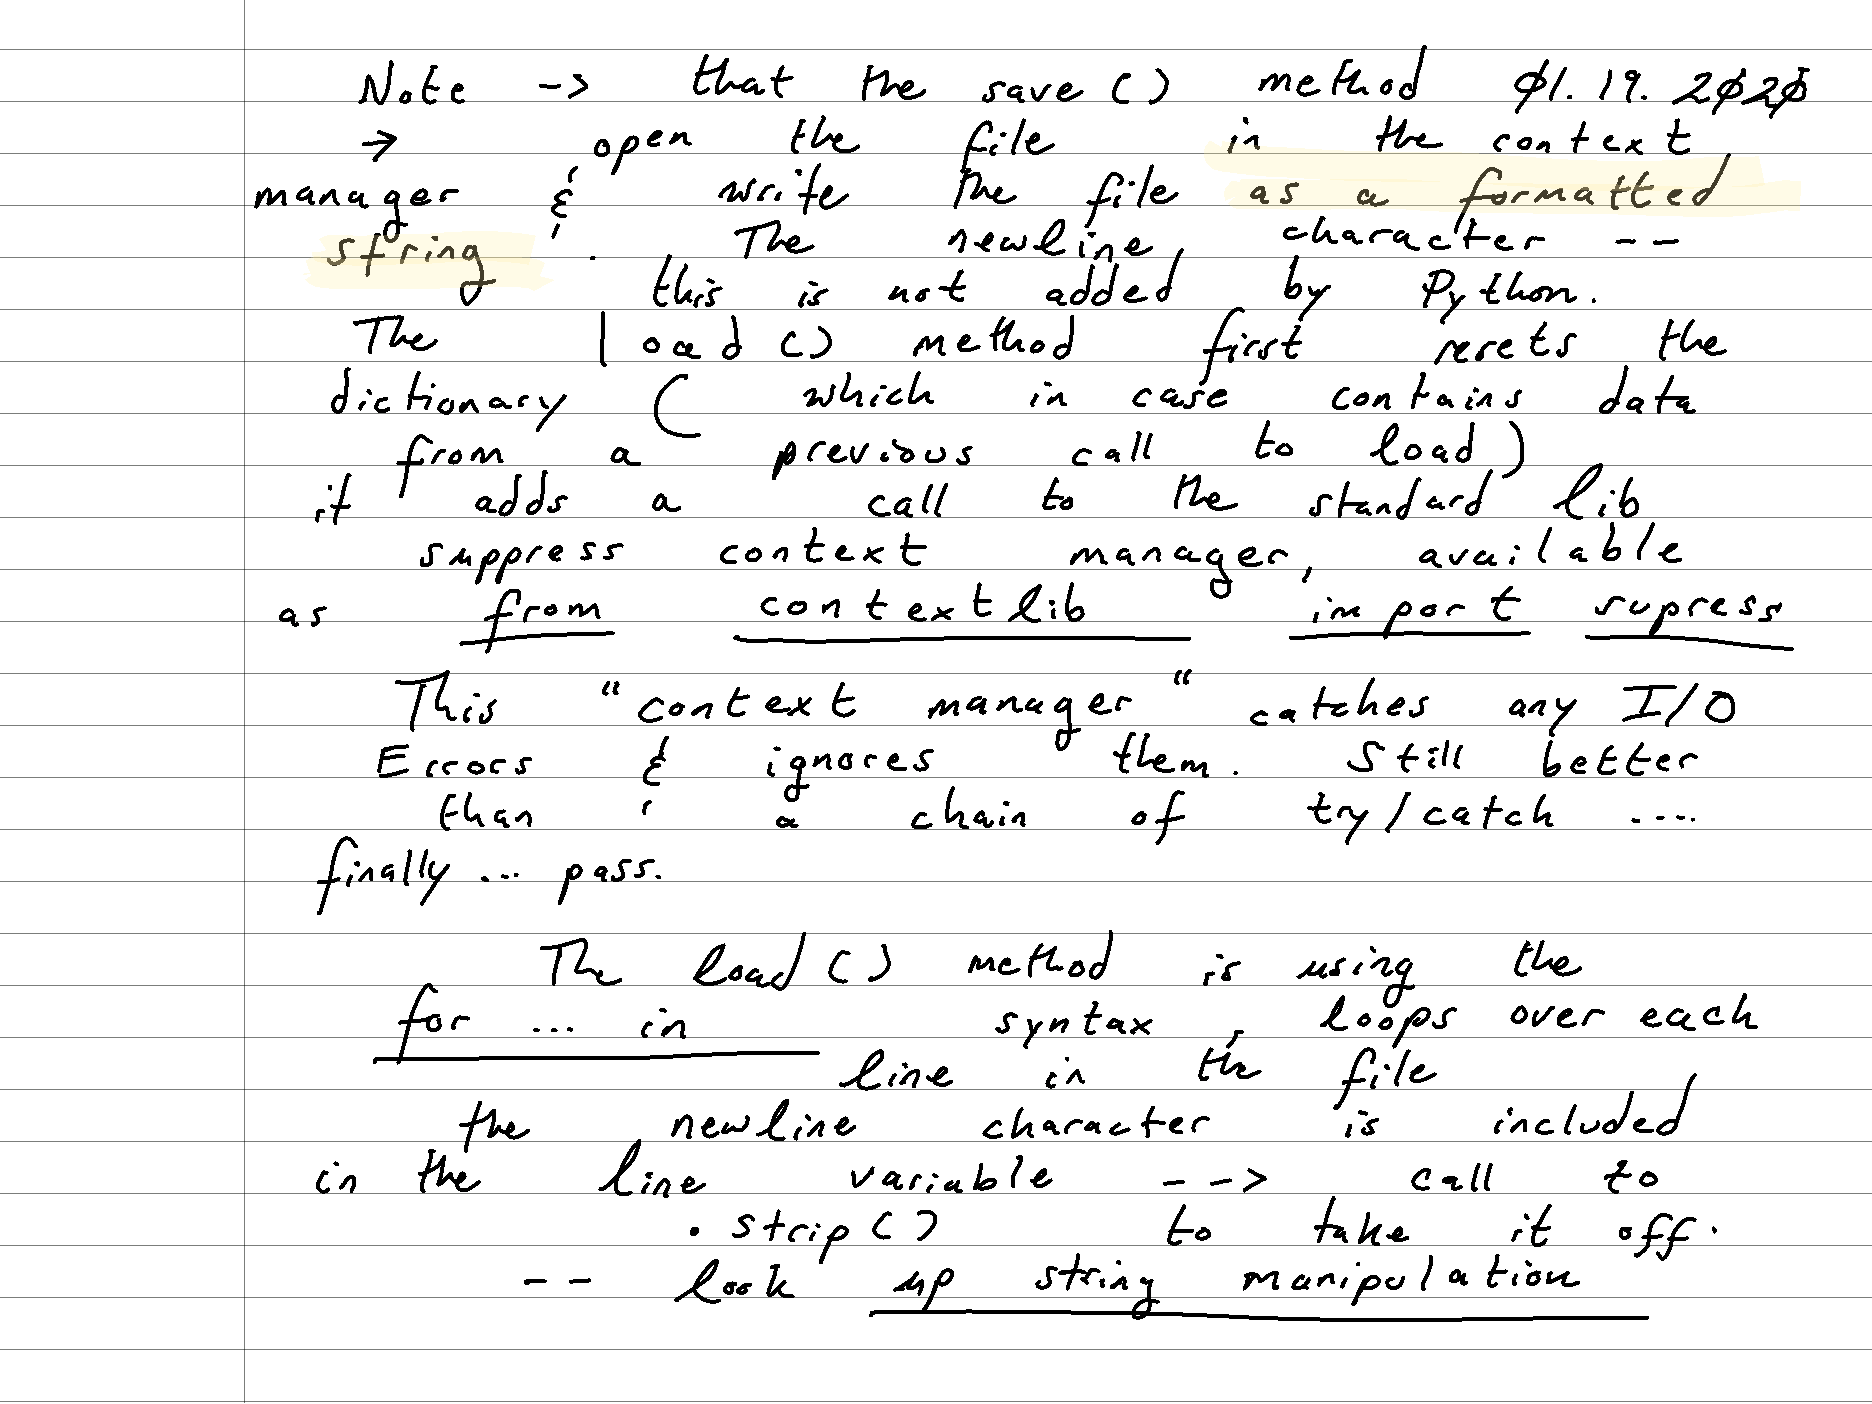 Note -> that the save() method 01.19.2020
→ open the file in the context
manager & write the file as a formatted
string. The newline character --
this is not added by Python.
The load() method first resets the
dictionary ( which in case contains data
from a previous call to load)
it adds a call to the standard lib
suppress context manager, available
as from contextlib import supress
This "context manager" catches any I/O
Errors & ignores them. Still better
than a chain of try/catch ....
finally ... pass.
The load() method is using the
for ... in syntax, loops over each
line in the file
the newline character is included
in the line variable --> call to
.strip() to take it off.
-- look up string manipulation